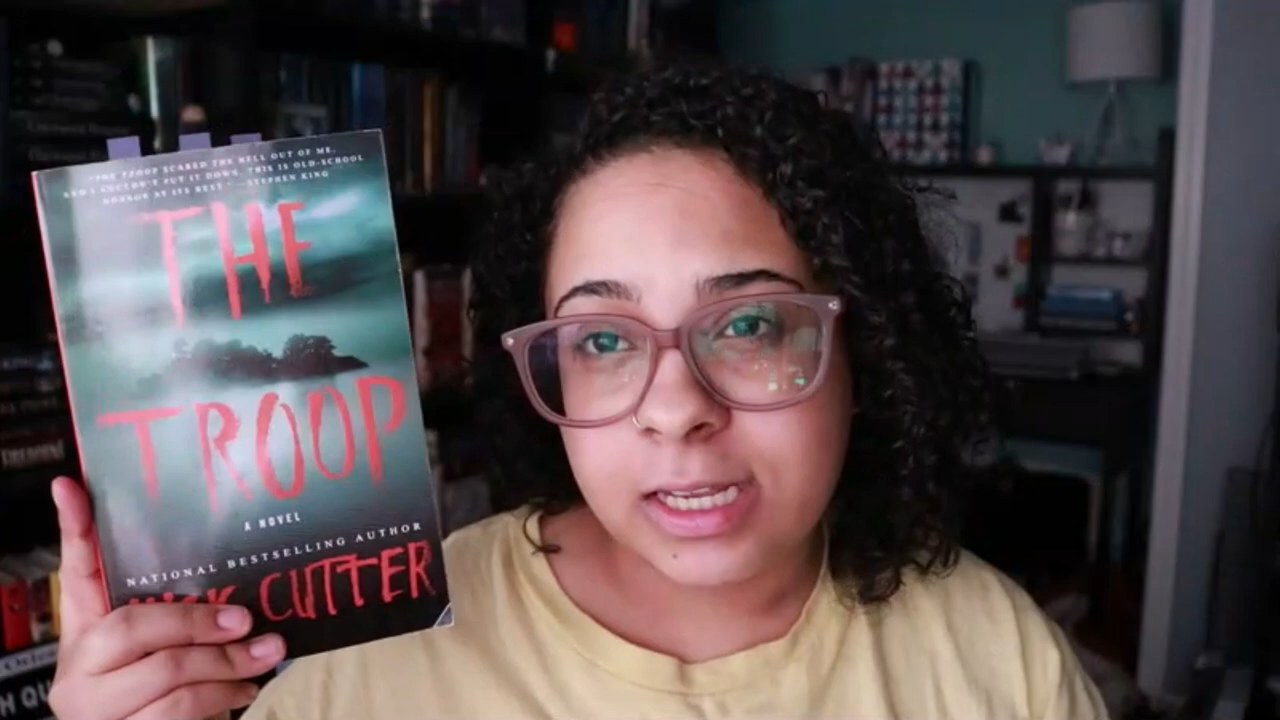 "THE TROOP SCARED THE HELL OUT OF ME,
AND I COULDN'T PUT IT DOWN. THIS IS OLD-SCHOOL
HORROR AT ITS BEST." —STEPHEN KING
THE
TROOP
A NOVEL
NATIONAL BESTSELLING AUTHOR
CUTTER